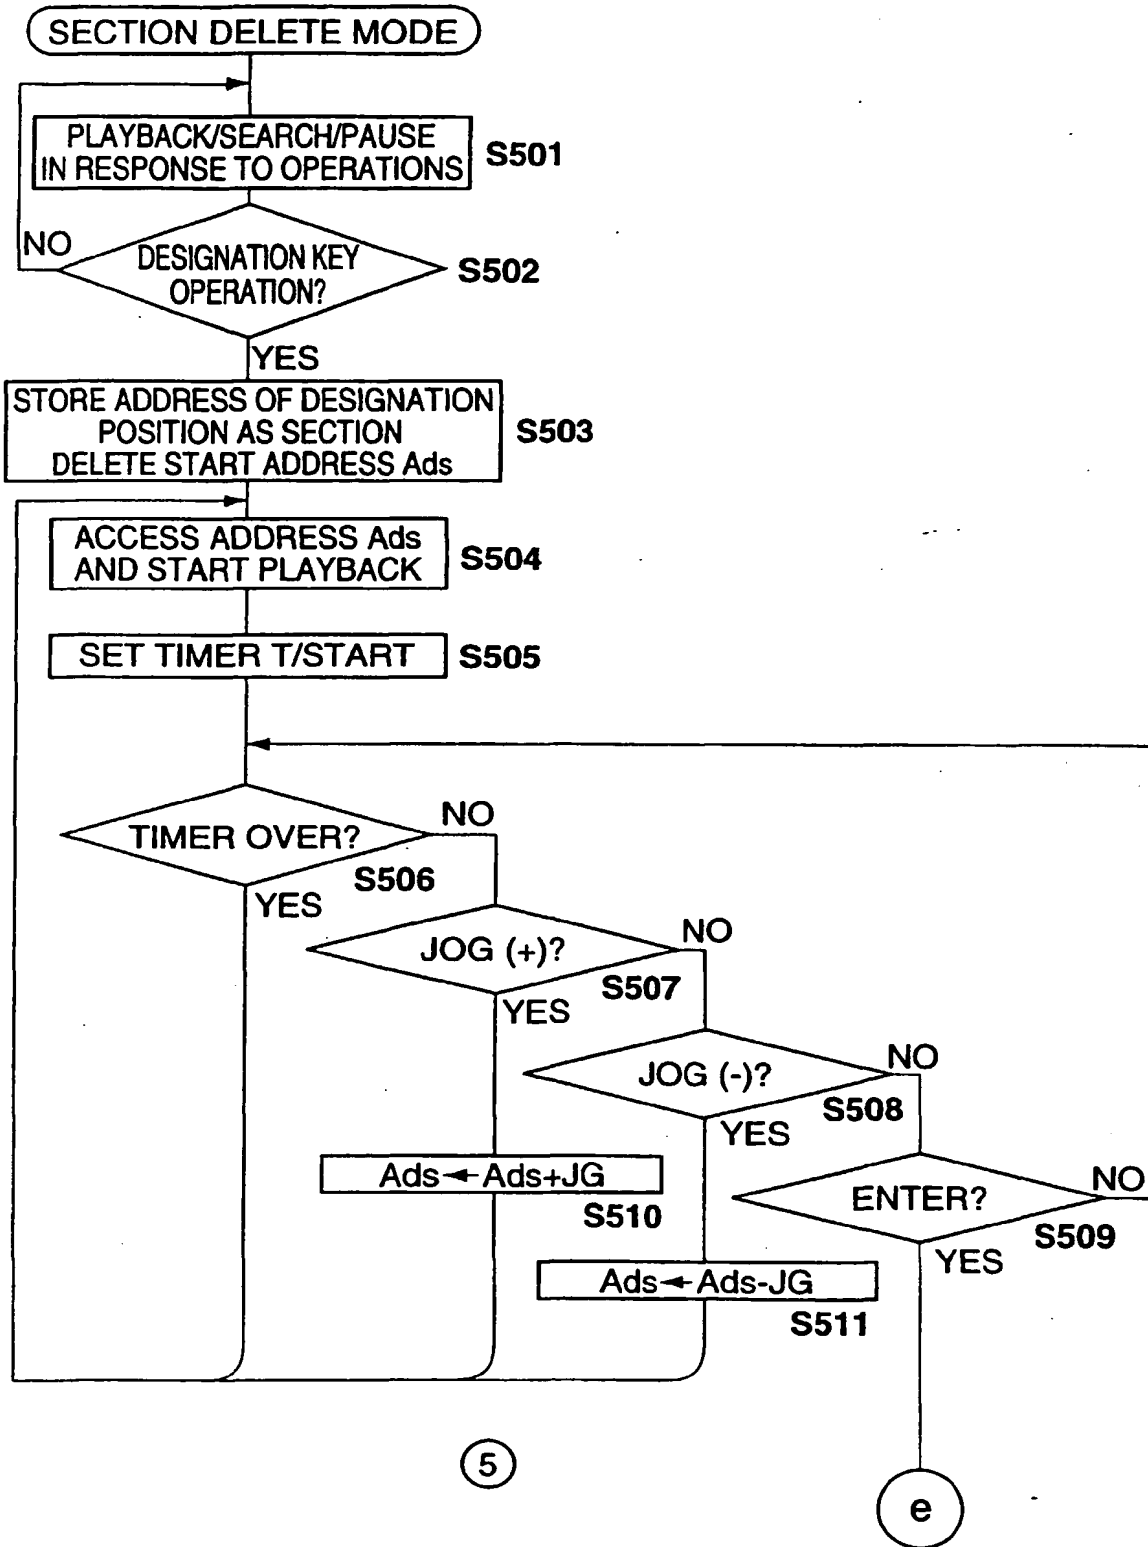 SECTION DELETE MODE
PLAYBACK/SEARCH/PAUSE
IN RESPONSE TO OPERATIONS
S501
NO
DESIGNATION KEY
OPERATION?
S502
YES
STORE ADDRESS OF DESIGNATION
POSITION AS SECTION
DELETE START ADDRESS Ads
S503
ACCESS ADDRESS Ads
AND START PLAYBACK
S504
SET TIMER T/START
S505
TIMER OVER?
NO
S506
YES
JOG (+)?
NO
S507
YES
JOG (-)?
NO
S508
YES
Ads←Ads+JG
S510
ENTER?
NO
S509
YES
Ads←Ads-JG
S511
5
e